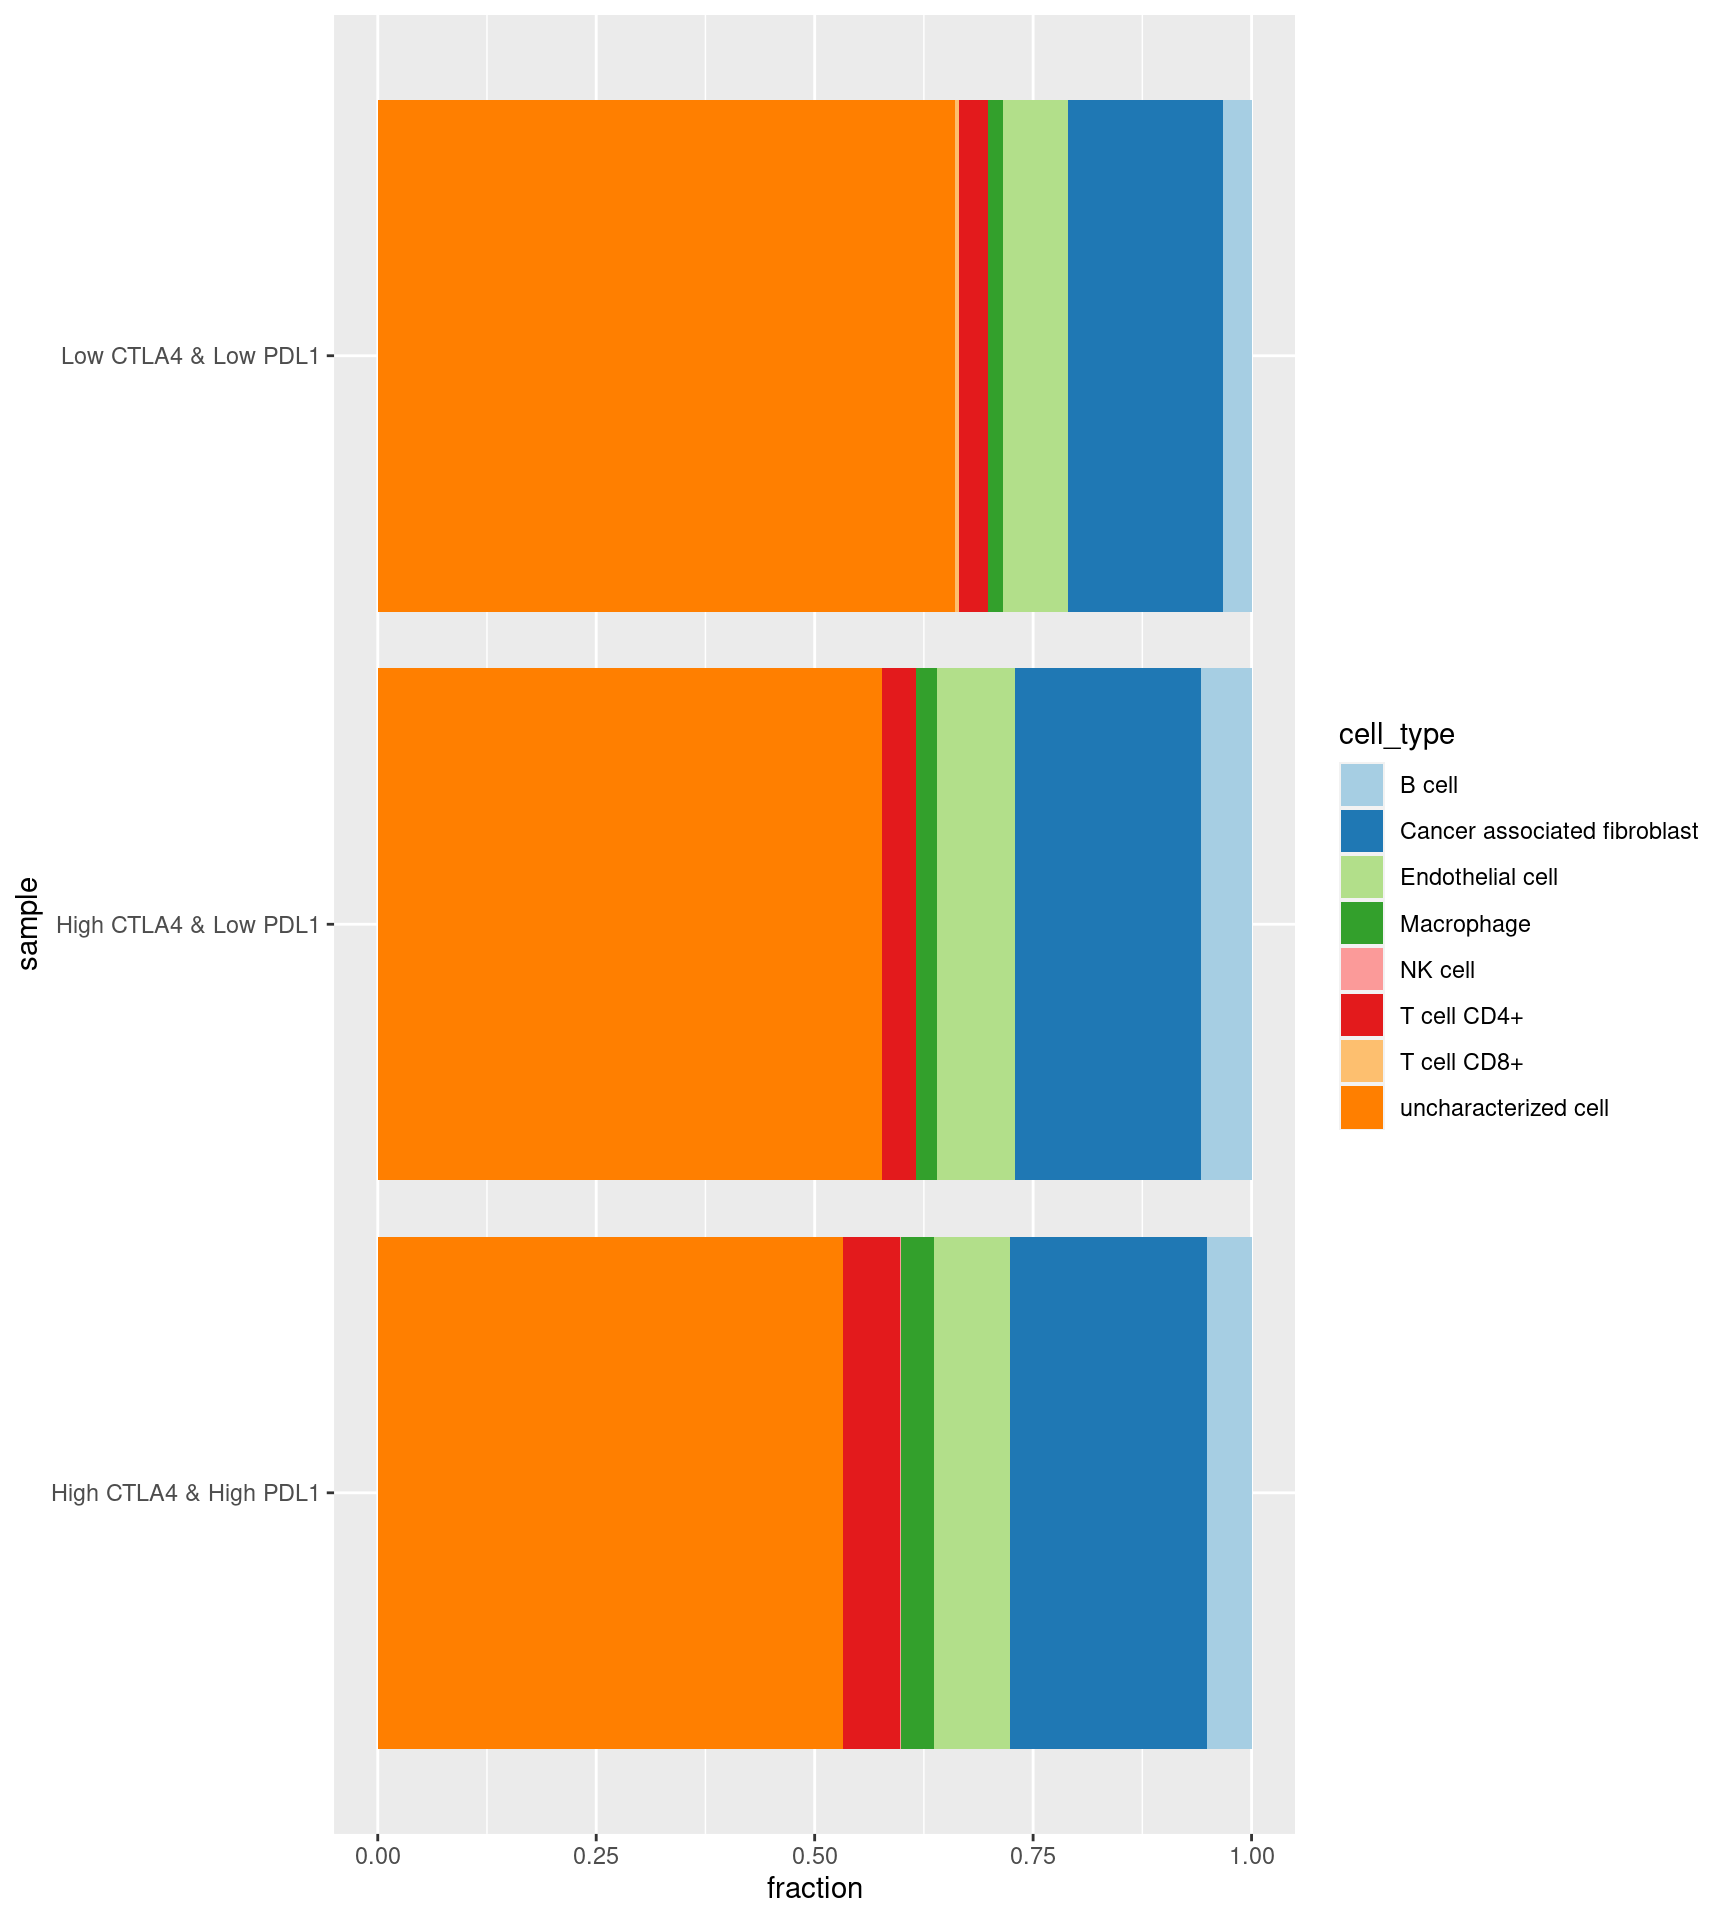 Low CTLA4 & Low PDL1
High CTLA4 & Low PDL1
High CTLA4 & High PDL1
sample
0.00 0.25 0.50 0.75 1.00
fraction
cell_type
B cell
Cancer associated fibroblast
Endothelial cell
Macrophage
NK cell
T cell CD4+
T cell CD8+
uncharacterized cell